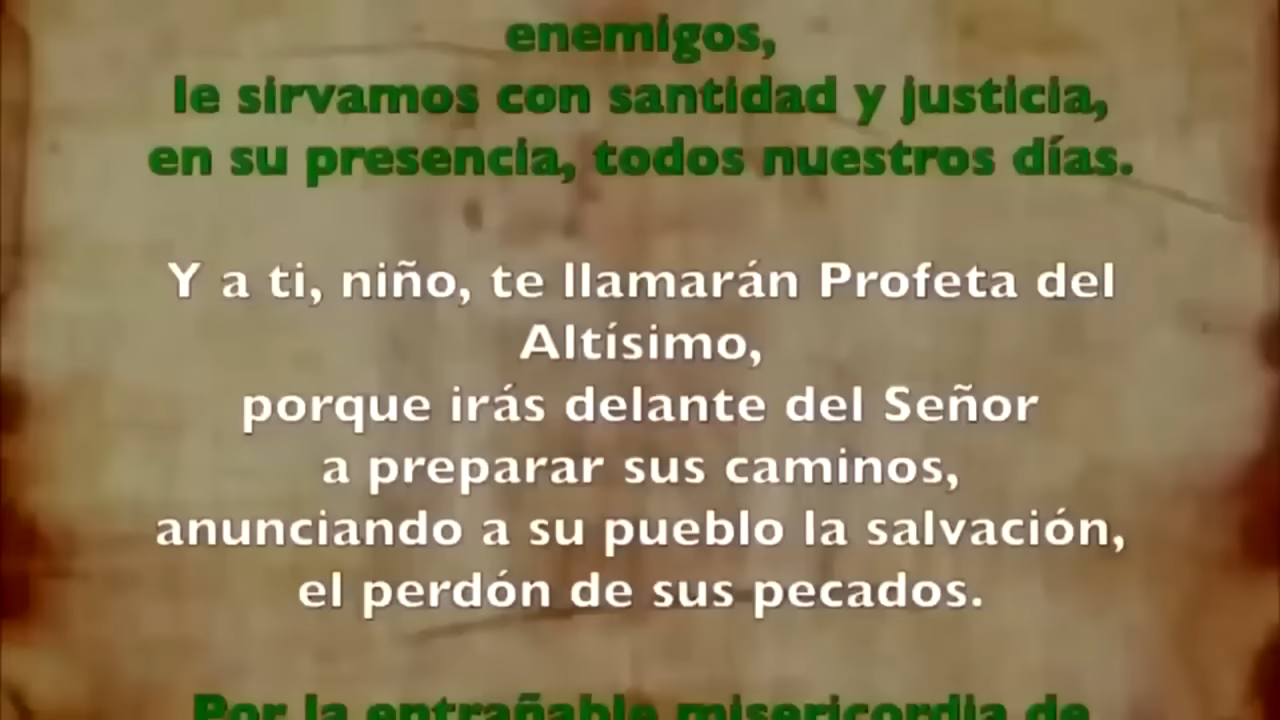 enemigos,
le sirvamos con santidad y justicia,
en su presencia, todos nuestros días.
Y a ti, niño, te llamarán Profeta del
Altísimo,
porque irás delante del Señor
a preparar sus caminos,
anunciando a su pueblo la salvación,
el perdón de sus pecados.
Por la entrañable misericordia de